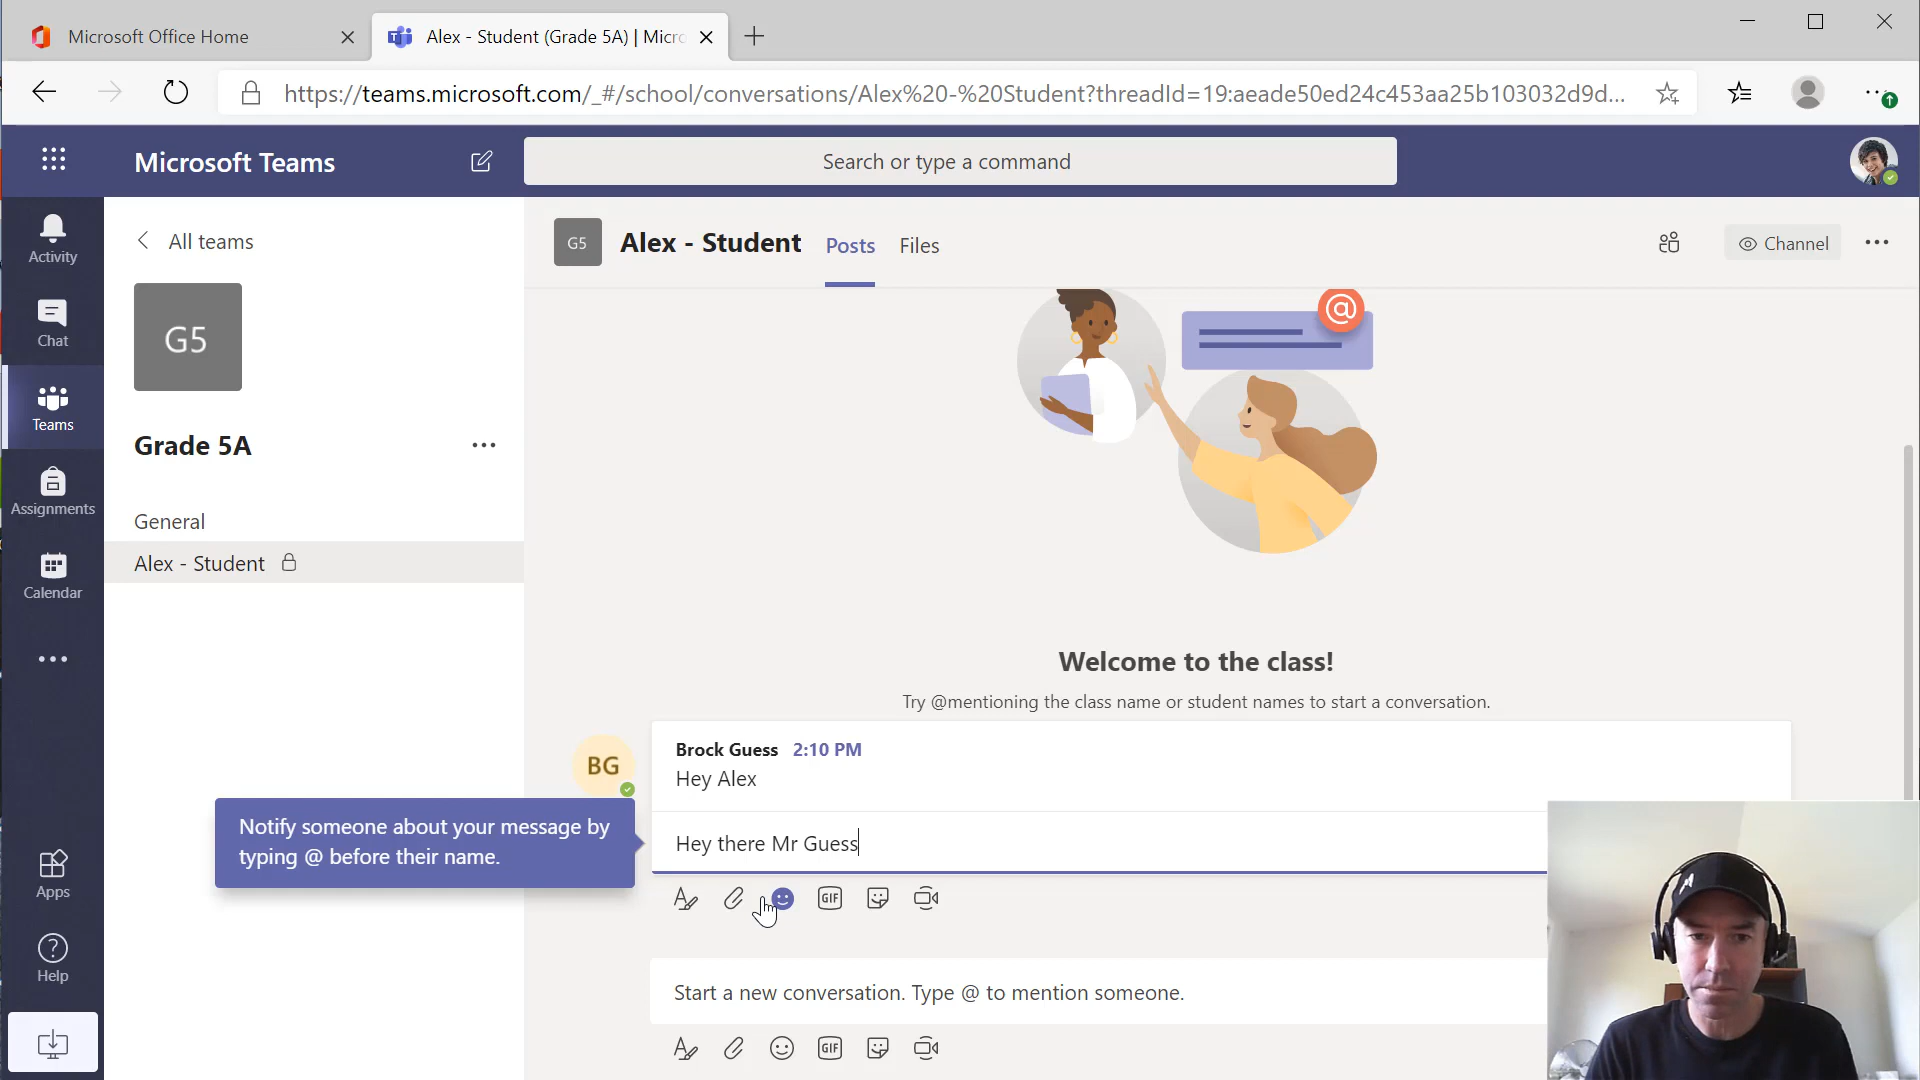 Microsoft Office Home
Alex - Student (Grade 5A) | Micro
https://teams.microsoft.com/_#/school/conversations/Alex%20-%20Student?threadId=19:aeade50ed24c453aa25b103032d9d...
Microsoft Teams
Search or type a command
Activity
Chat
Teams
Assignments
Calendar
Apps
Help
All teams
G5
Grade 5A
General
Alex - Student
G5
Alex - Student
Posts
Files
Channel
@
Welcome to the class!
Try @mentioning the class name or student names to start a conversation.
BG
Brock Guess 2:10 PM
Hey Alex
Notify someone about your message by
typing @ before their name.
Hey there Mr Guess
GIF
Start a new conversation. Type @ to mention someone.
GIF